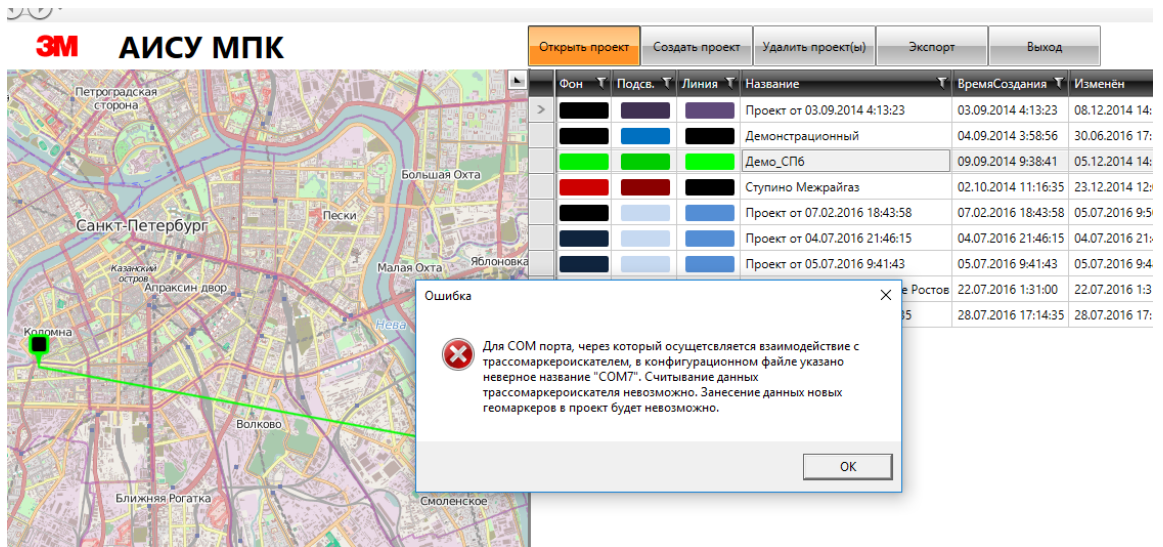 3M АИСУ МПК
Открыть проект Создать проект Удалить проект(ы) Экспорт Выход
Фон Подсв. Линия Название ВремяСоздания Изменён
Проект от 03.09.2014 4:13:23 03.09.2014 4:13:23 08.12.2014 14:
Демонстрационный 04.09.2014 3:58:56 30.06.2016 17:
Демо_СПб 09.09.2014 9:38:41 05.12.2014 14:
Ступино Межрайгаз 02.10.2014 11:16:35 23.12.2014 12:
Проект от 07.02.2016 18:43:58 07.02.2016 18:43:58 05.07.2016 9:5
Проект от 04.07.2016 21:46:15 04.07.2016 21:46:15 04.07.2016 21:
Проект от 05.07.2016 9:41:43 05.07.2016 9:41:43 05.07.2016 9:4
е Ростов 22.07.2016 1:31:00 22.07.2016 1:3
35 28.07.2016 17:14:35 28.07.2016 17:
Петроградская
сторона
Большая Охта
Пески
Санкт-Петербург
Казанский
остров
Малая Охта
Яблоновка
Апраксин двор
Нева
Коломна
Волково
Ближняя Рогатка
Смоленское
Ошибка
Для COM порта, через который осущетсвляется взаимодействие с
трассомаркероискателем, в конфигурационном файле указано
неверное название "COM7". Считывание данных
трассомаркероискателя невозможно. Занесение данных новых
геомаркеров в проект будет невозможно.
ОК